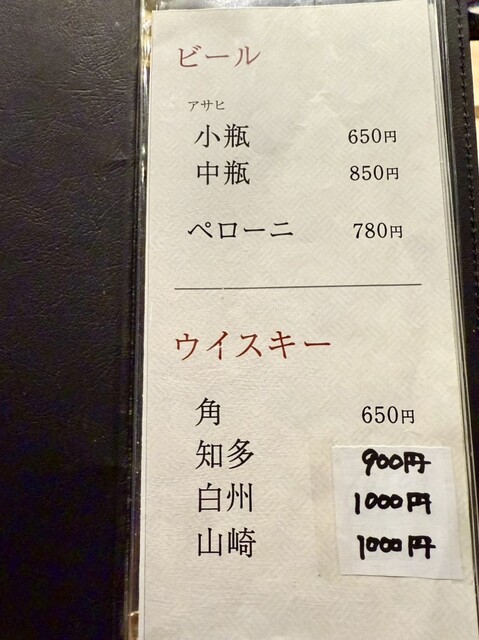 ビール
アサヒ
小瓶 650円
中瓶 850円
ペローニ 780円
ウイスキー
角 650円
知多 900円
白州 1000円
山崎 1000円